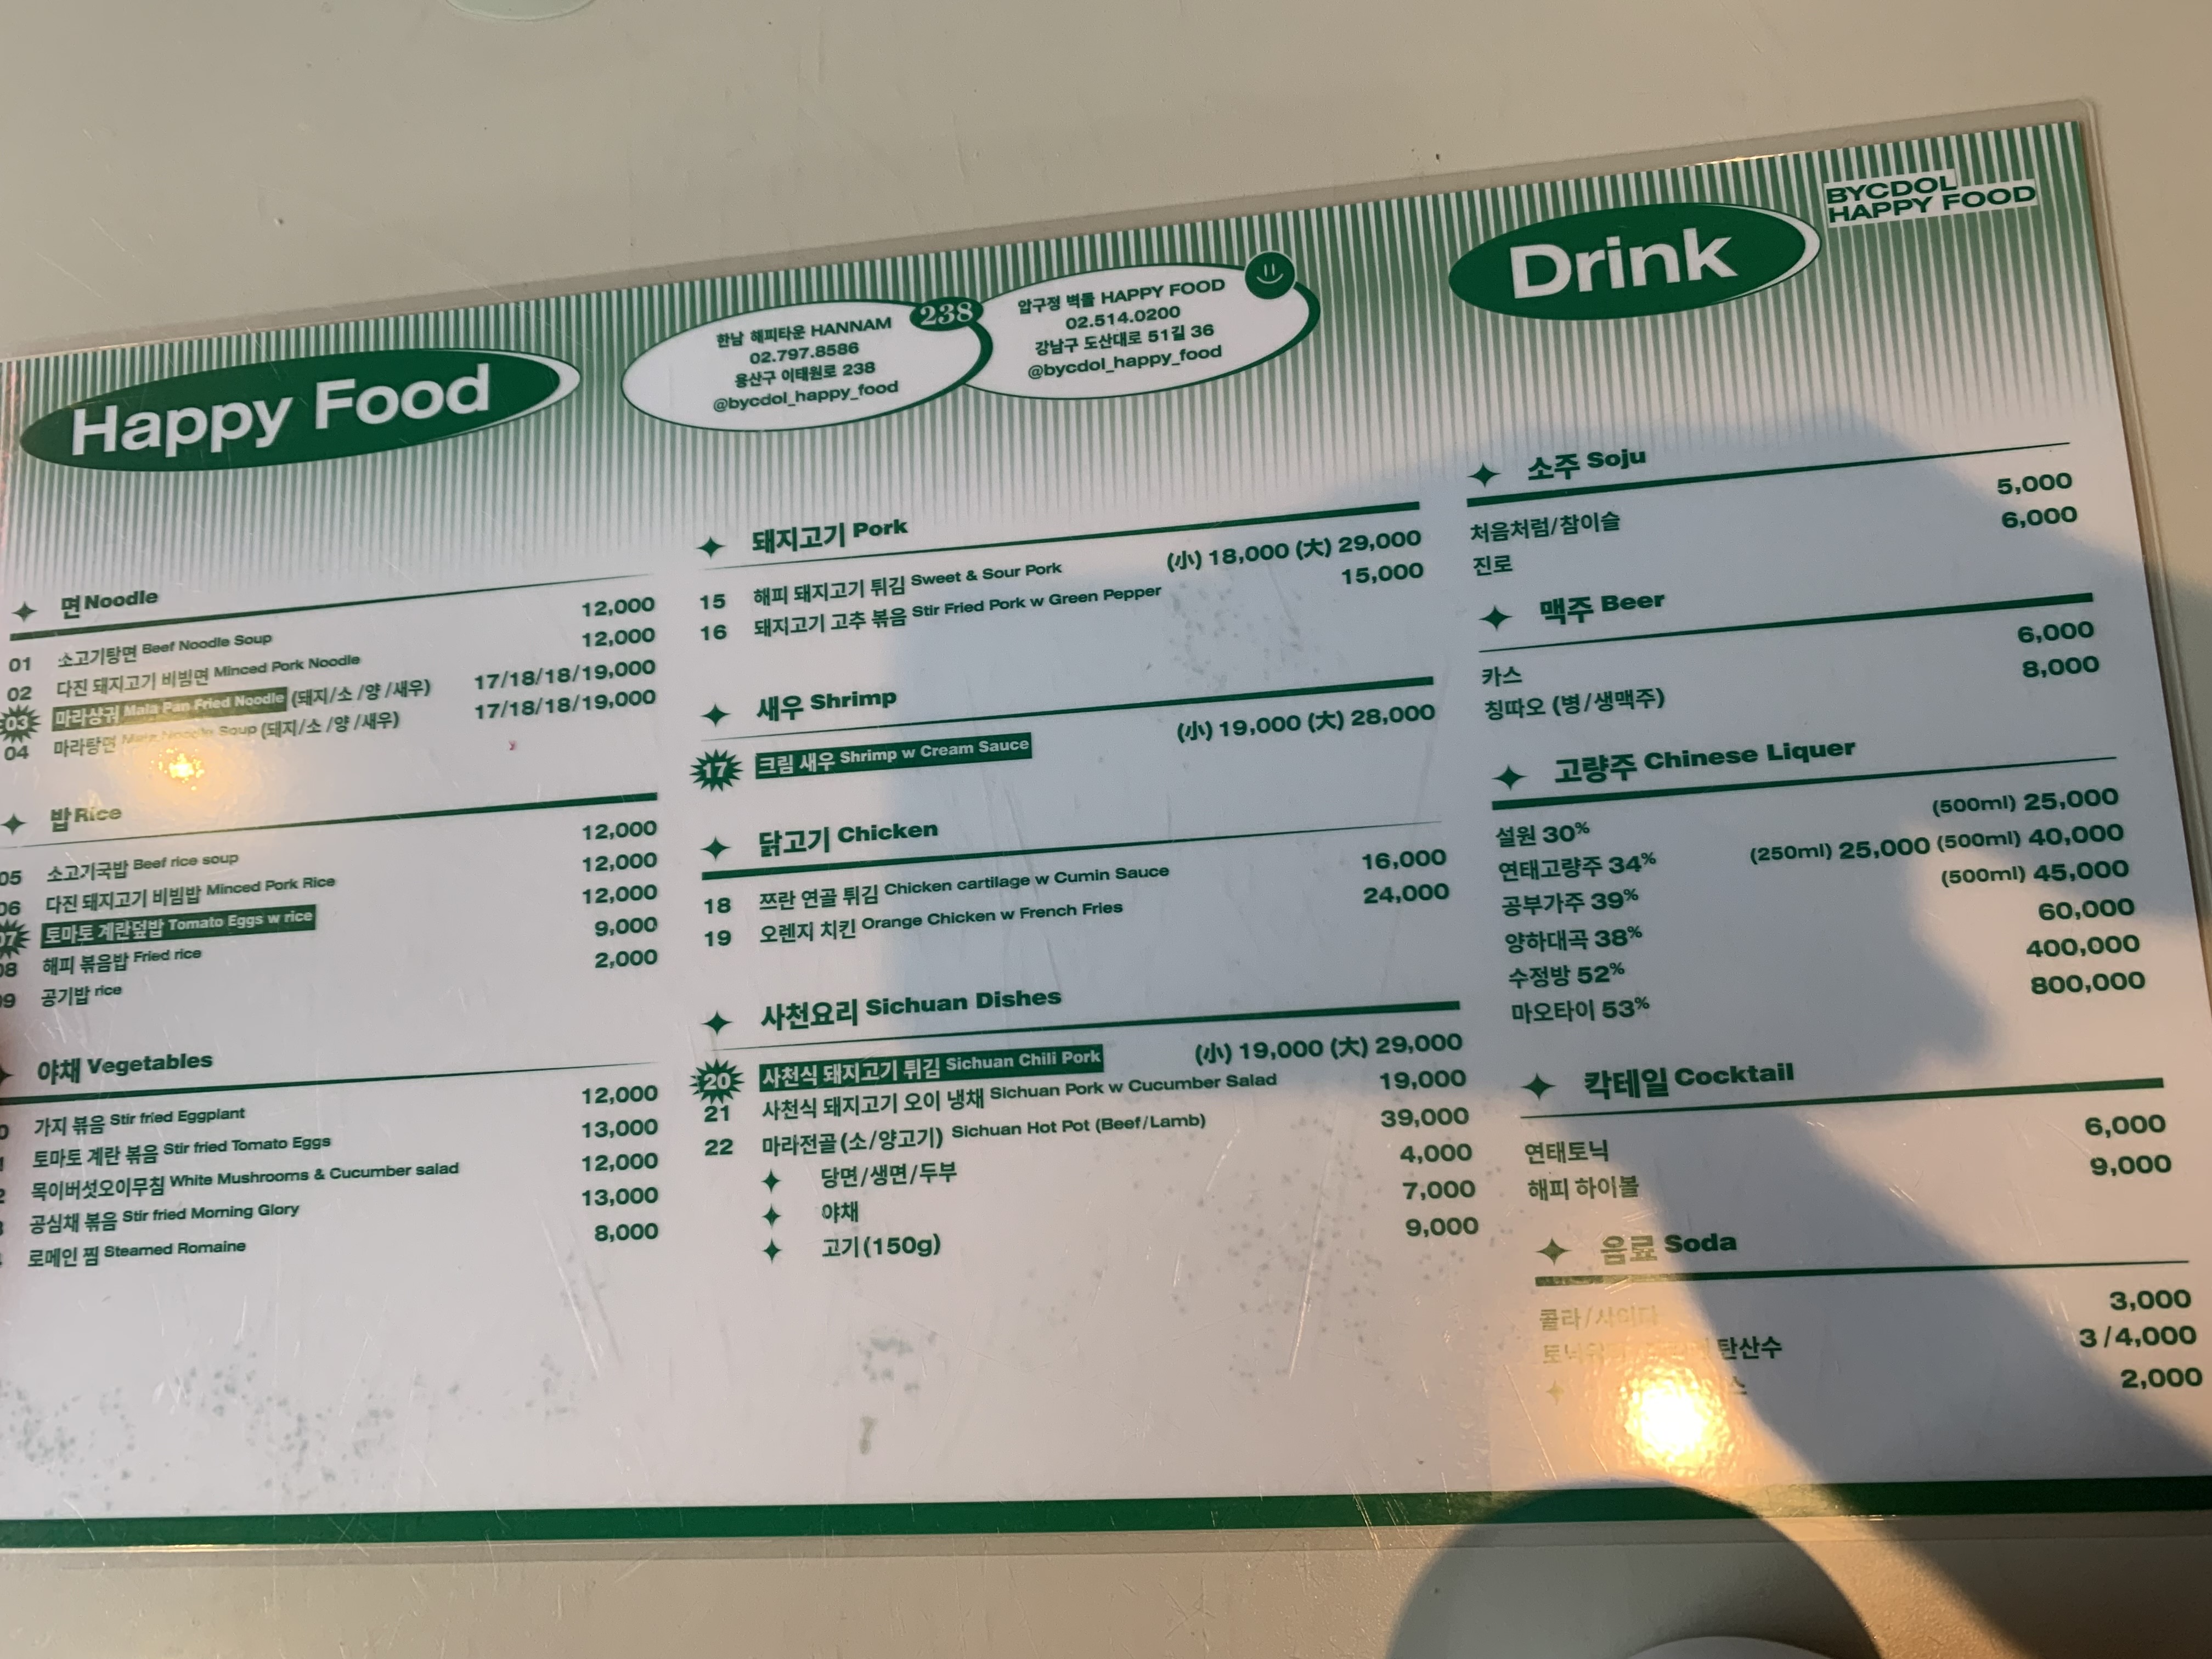 BYCDOL
HAPPY FOOD
Happy Food
한남 해피타운 HANNAM
02.797.8586
용산구 이태원로 238
@bycdol_happy_food
238
압구정 벽돌 HAPPY FOOD
02.514.0200
강남구 도산대로 51길 36
@bycdol_happy_food
Drink
면 Noodle
01 소고기탕면 Beef Noodle Soup 12,000
02 다진 돼지고기 비빔면 Minced Pork Noodle 12,000
03 마라샹궈 Mala Pan Fried Noodle (돼지/소/양/새우) 17/18/18/19,000
04 마라탕면 Mala Noodle Soup (돼지/소/양/새우) 17/18/18/19,000
밥 Rice
05 소고기국밥 Beef rice soup 12,000
06 다진 돼지고기 비빔밥 Minced Pork Rice 12,000
07 토마토 계란덮밥 Tomato Eggs w rice 12,000
08 해피 볶음밥 Fried rice 9,000
09 공기밥 rice 2,000
야채 Vegetables
가지 볶음 Stir fried Eggplant 12,000
토마토 계란 볶음 Stir fried Tomato Eggs 13,000
목이버섯오이무침 White Mushrooms & Cucumber salad 12,000
공심채 볶음 Stir fried Morning Glory 13,000
로메인 찜 Steamed Romaine 8,000
돼지고기 Pork
15 해피 돼지고기 튀김 Sweet & Sour Pork (小) 18,000 (大) 29,000
16 돼지고기 고추 볶음 Stir Fried Pork w Green Pepper 15,000
새우 Shrimp
17 크림 새우 Shrimp w Cream Sauce (小) 19,000 (大) 28,000
닭고기 Chicken
18 쯔란 연골 튀김 Chicken cartilage w Cumin Sauce 16,000
19 오렌지 치킨 Orange Chicken w French Fries 24,000
사천요리 Sichuan Dishes
20 사천식 돼지고기 튀김 Sichuan Chili Pork (小) 19,000 (大) 29,000
21 사천식 돼지고기 오이 냉채 Sichuan Pork w Cucumber Salad 19,000
22 마라전골 (소/양고기) Sichuan Hot Pot (Beef/Lamb) 39,000
당면/생면/두부 4,000
야채 7,000
고기(150g) 9,000
소주 Soju
처음처럼/참이슬 5,000
진로 6,000
맥주 Beer
카스 6,000
칭따오 (병/생맥주) 8,000
고량주 Chinese Liquer
설원 30% (500ml) 25,000
연태고량주 34% (250ml) 25,000 (500ml) 40,000
공부가주 39% (500ml) 45,000
양하대곡 38% 60,000
수정방 52% 400,000
마오타이 53% 800,000
칵테일 Cocktail
연태토닉 6,000
해피 하이볼 9,000
음료 Soda
콜라/사이다 3,000
탄산수 3/4,000
2,000